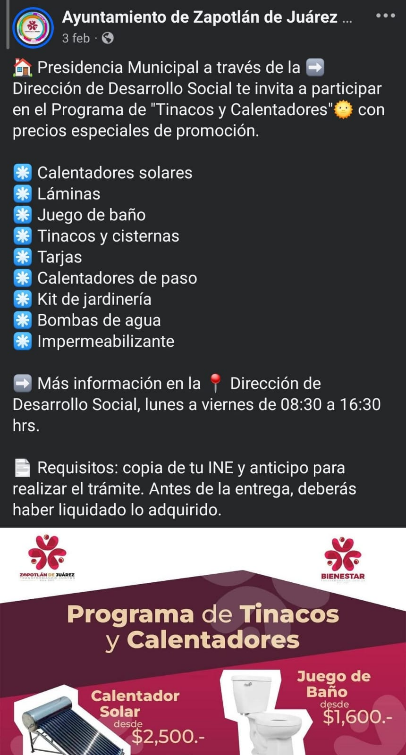 Ayuntamiento de Zapotlán de Juárez ...
3 feb ·
Presidencia Municipal a través de la ➡️
Dirección de Desarrollo Social te invita a participar
en el Programa de "Tinacos y Calentadores"🌞 con
precios especiales de promoción.
✳️ Calentadores solares
✳️ Láminas
✳️ Juego de baño
✳️ Tinacos y cisternas
✳️ Tarjas
✳️ Calentadores de paso
✳️ Kit de jardinería
✳️ Bombas de agua
✳️ Impermeabilizante
➡️ Más información en la 📍 Dirección de
Desarrollo Social, lunes a viernes de 08:30 a 16:30
hrs.
📄 Requisitos: copia de tu INE y anticipo para
realizar el trámite. Antes de la entrega, deberás
haber liquidado lo adquirido.
ZAPOTLÁN DE JUÁREZ
BIENESTAR
Programa de Tinacos
y Calentadores
Calentador
Solar
desde
$2,500.-
Juego de
Baño
desde
$1,600.-